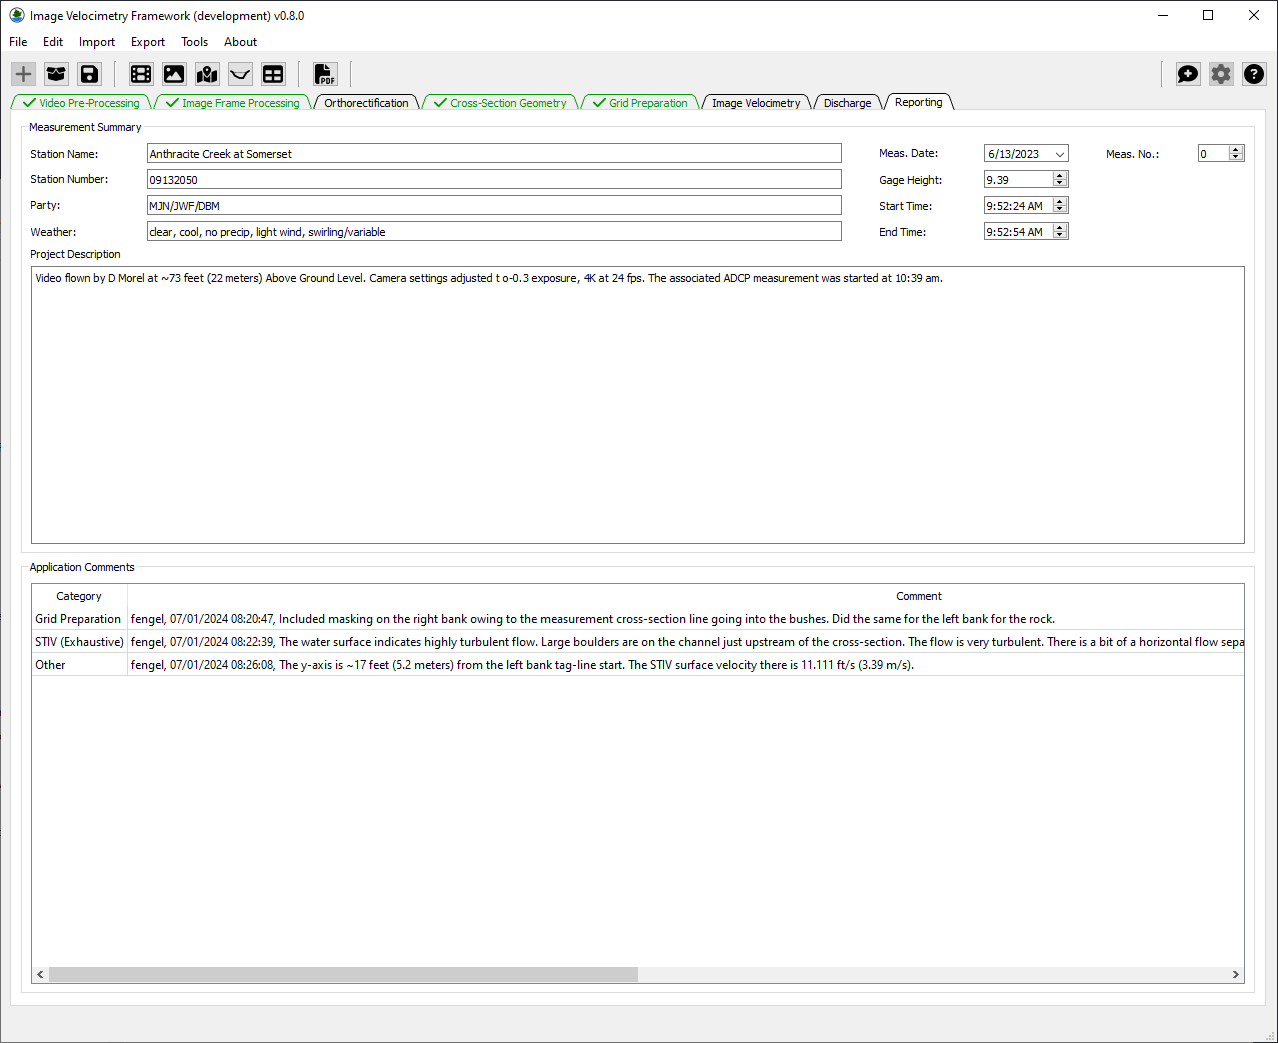 Image Velocimetry Framework (development) v0.8.0
File Edit Import Export Tools About
PDF
Video Pre-Processing Image Frame Processing Orthorectification Cross-Section Geometry Grid Preparation Image Velocimetry Discharge Reporting
Measurement Summary
Station Name: Anthracite Creek at Somerset Meas. Date: 6/13/2023 Meas. No.: 0
Station Number: 09132050 Gage Height: 9.39
Party: MJN/JWF/DBM Start Time: 9:52:24 AM
Weather: clear, cool, no precip, light wind, swirling/variable End Time: 9:52:54 AM
Project Description
Video flown by D Morel at ~73 feet (22 meters) Above Ground Level. Camera settings adjusted t o-0.3 exposure, 4K at 24 fps. The associated ADCP measurement was started at 10:39 am.
Application Comments
Category Comment
Grid Preparation fengel, 07/01/2024 08:20:47, Included masking on the right bank owing to the measurement cross-section line going into the bushes. Did the same for the left bank for the rock.
STIV (Exhaustive) fengel, 07/01/2024 08:22:39, The water surface indicates highly turbulent flow. Large boulders are on the channel just upstream of the cross-section. The flow is very turbulent. There is a bit of a horizontal flow sepa
Other fengel, 07/01/2024 08:26:08, The y-axis is ~17 feet (5.2 meters) from the left bank tag-line start. The STIV surface velocity there is 11.111 ft/s (3.39 m/s).